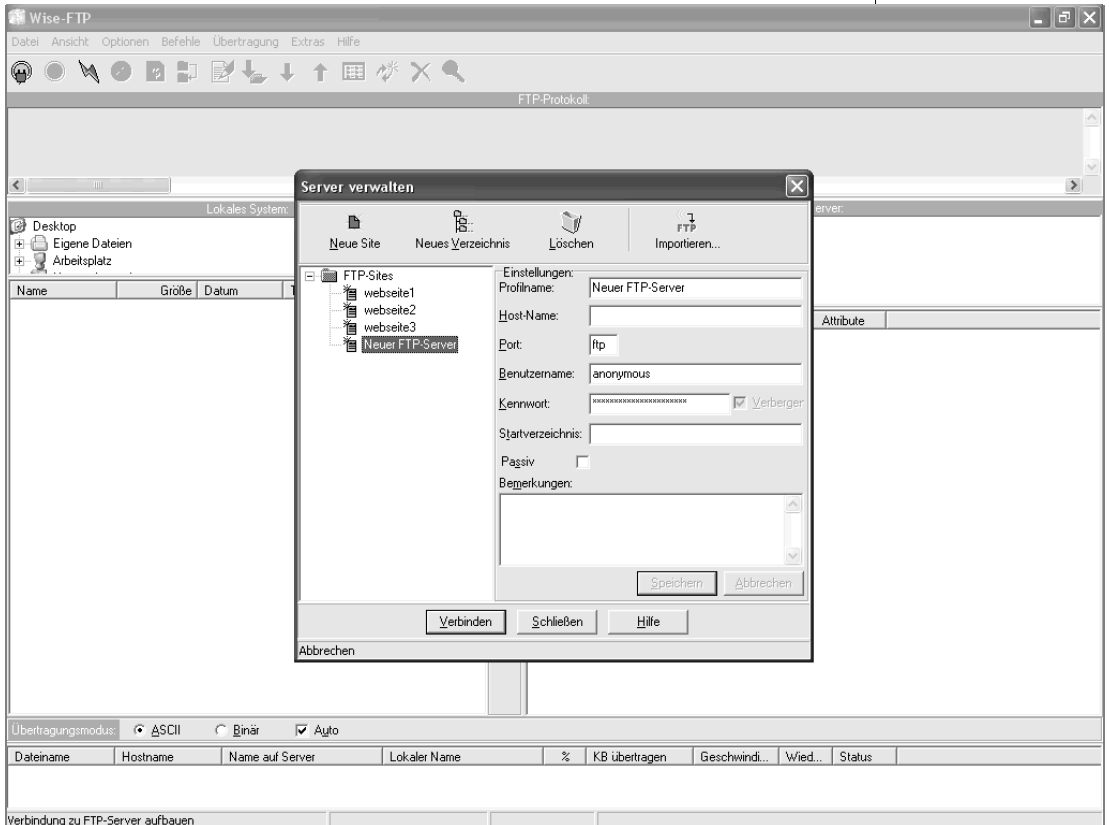 Wise-FTP
Datei Ansicht Optionen Befehle Übertragung Extras Hilfe
FTP-Protokoll:
Lokales System:
erver:
Desktop
Eigene Dateien
Arbeitsplatz
Name Größe Datum T
Attribute
Server verwalten
FTP
Neue Site Neues Verzeichnis Löschen Importieren...
FTP-Sites
webseite1
webseite2
webseite3
Neuer FTP-Server
Einstellungen:
Profilname: Neuer FTP-Server
Host-Name:
Port: ftp
Benutzername: anonymous
Kennwort: ********************** Verberger
Startverzeichnis:
Passiv
Bemerkungen:
Speichern Abbrechen
Verbinden Schließen Hilfe
Abbrechen
Übertragungsmodus: ASCII Binär Auto
Dateiname Hostname Name auf Server Lokaler Name % KB übertragen Geschwindi... Wied... Status
Verbindung zu FTP-Server aufbauen